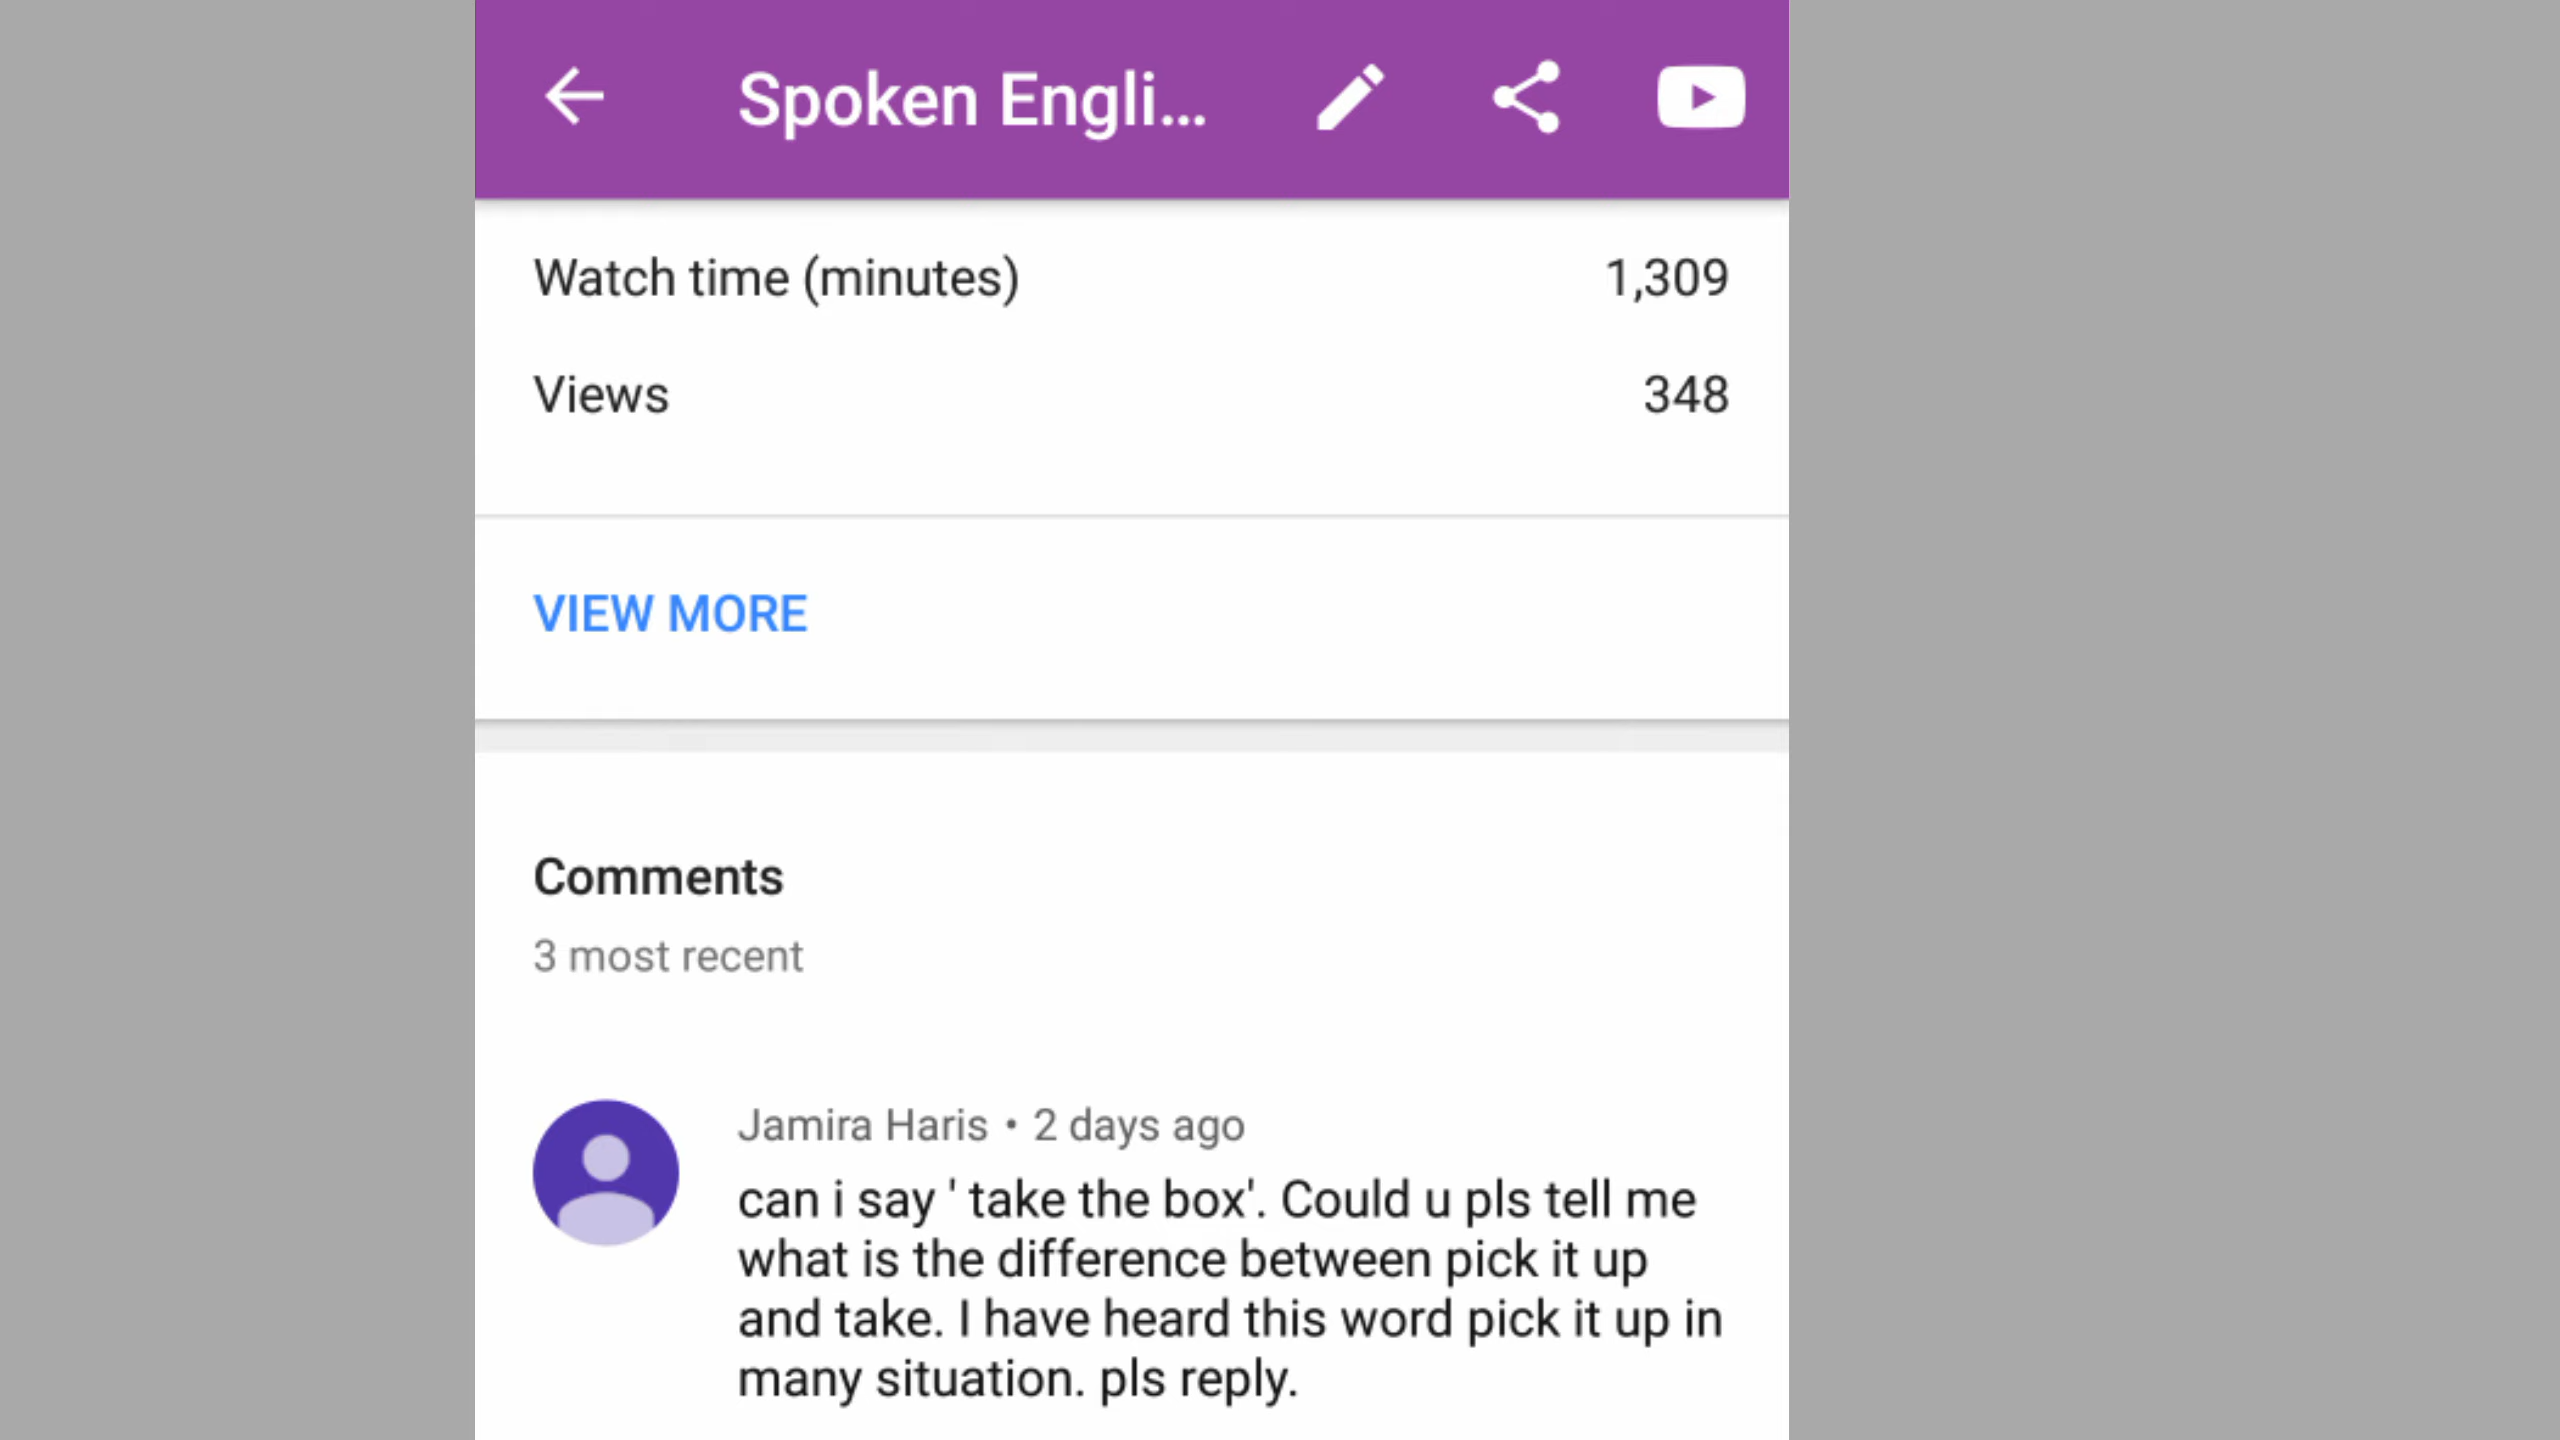 Spoken Engli...
Watch time (minutes) 1,309
Views 348
VIEW MORE
Comments
3 most recent
Jamira Haris • 2 days ago
can i say ' take the box'. Could u pls tell me
what is the difference between pick it up
and take. I have heard this word pick it up in
many situation. pls reply.